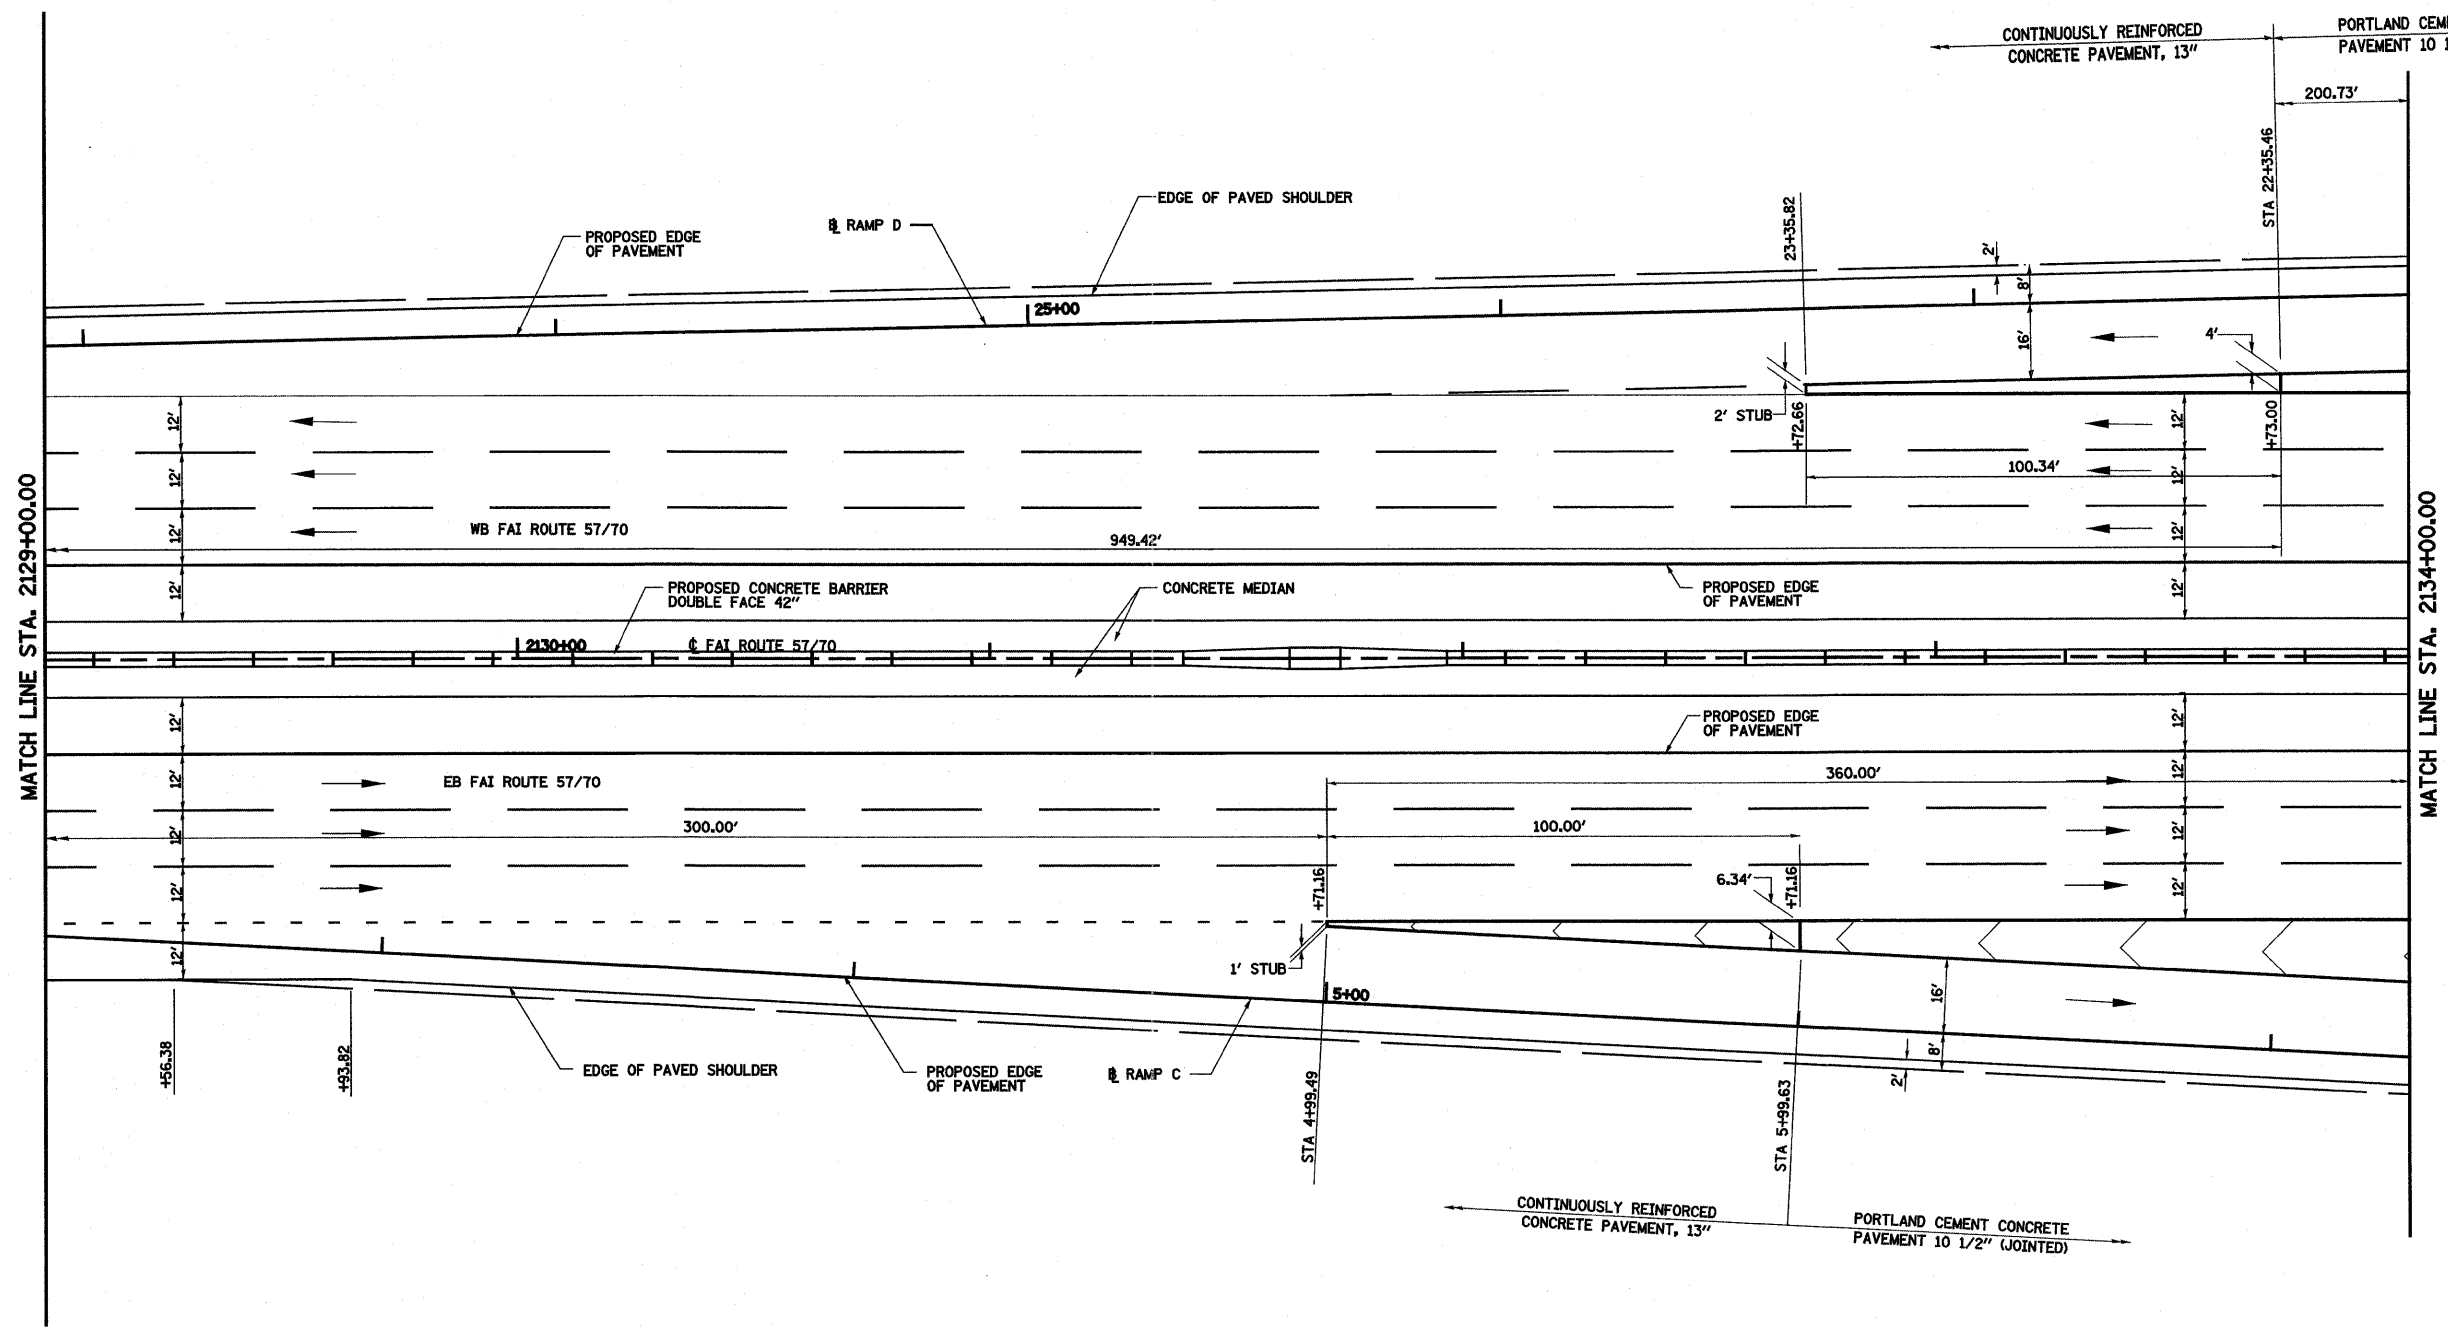 CONTINUOUSLY REINFORCED
CONCRETE PAVEMENT, 13"
PORTLAND CEM
PAVEMENT 10 1
200.73'
STA 22+35.46
23+35.82
EDGE OF PAVED SHOULDER
℄ RAMP D
PROPOSED EDGE
OF PAVEMENT
2'
8'
25+00
16'
4'
2' STUB
+72.66
+73.00
12'
12'
12'
12'
12'
12'
100.34'
WB FAI ROUTE 57/70
949.42'
12'
12'
PROPOSED CONCRETE BARRIER
DOUBLE FACE 42"
CONCRETE MEDIAN
PROPOSED EDGE
OF PAVEMENT
MATCH LINE STA. 2129+00.00
MATCH LINE STA. 2134+00.00
2130+00
℄ FAI ROUTE 57/70
12'
12'
PROPOSED EDGE
OF PAVEMENT
EB FAI ROUTE 57/70
360.00'
12'
12'
300.00'
100.00'
12'
12'
6.34'
+71.16
+71.16
12'
12'
12'
1' STUB
5+00
16'
8'
2'
+56.38
+93.82
EDGE OF PAVED SHOULDER
PROPOSED EDGE
OF PAVEMENT
℄ RAMP C
STA 4+99.49
STA 5+99.63
CONTINUOUSLY REINFORCED
CONCRETE PAVEMENT, 13"
PORTLAND CEMENT CONCRETE
PAVEMENT 10 1/2" (JOINTED)